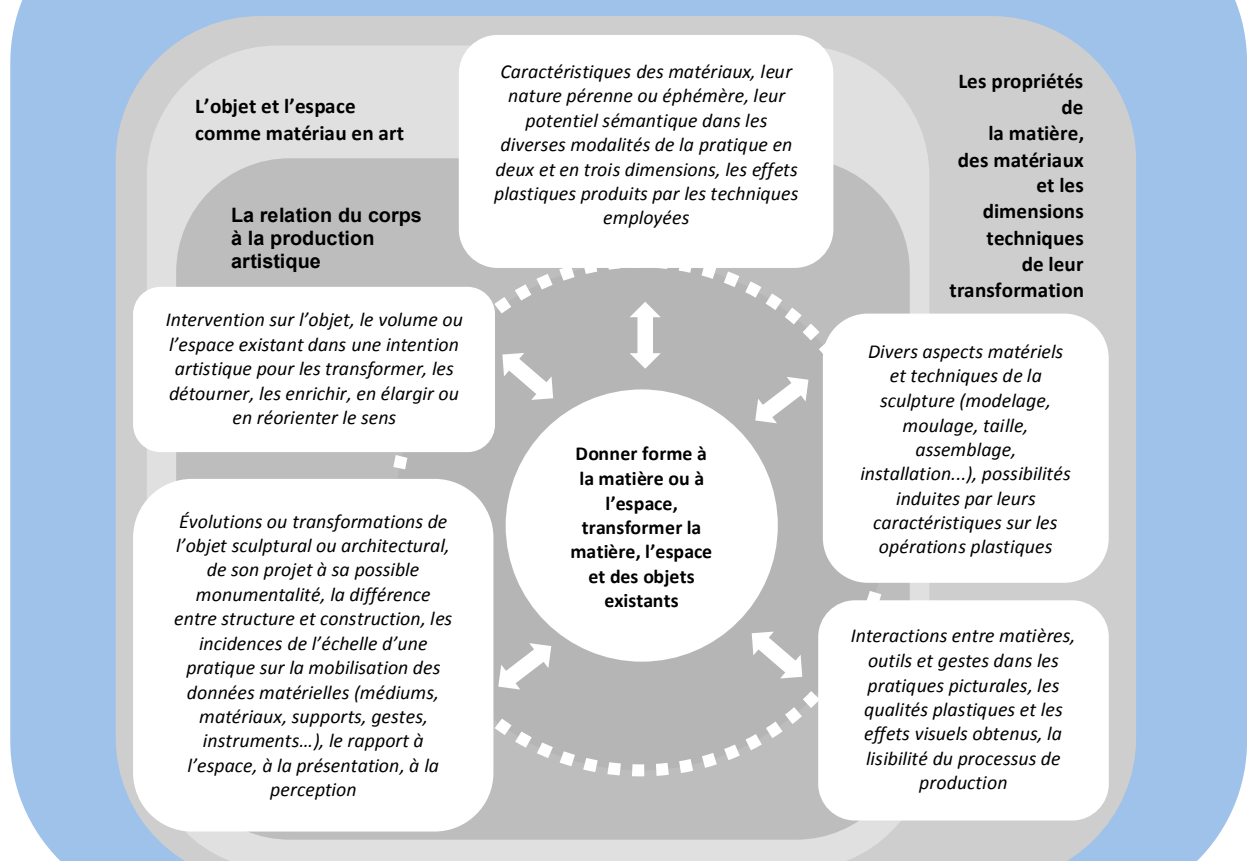 Caractéristiques des matériaux, leur
nature pérenne ou éphémère, leur
potentiel sémantique dans les
diverses modalités de la pratique en
deux et en trois dimensions, les effets
plastiques produits par les techniques
employées
L’objet et l’espace
comme matériau en art
Les propriétés
de
la matière,
des matériaux
et les
dimensions
techniques
de leur
transformation
La relation du corps
à la production
artistique
Intervention sur l’objet, le volume ou
l’espace existant dans une intention
artistique pour les transformer, les
détourner, les enrichir, en élargir ou
en réorienter le sens
Divers aspects matériels
et techniques de la
sculpture (modelage,
moulage, taille,
assemblage,
installation...), possibilités
induites par leurs
caractéristiques sur les
opérations plastiques
Donner forme à
la matière ou à
l’espace,
transformer la
matière, l’espace
et des objets
existants
Évolutions ou transformations de
l’objet sculptural ou architectural,
de son projet à sa possible
monumentalité, la différence
entre structure et construction, les
incidences de l’échelle d’une
pratique sur la mobilisation des
données matérielles (médiums,
matériaux, supports, gestes,
instruments…), le rapport à
l’espace, à la présentation, à la
perception
Interactions entre matières,
outils et gestes dans les
pratiques picturales, les
qualités plastiques et les
effets visuels obtenus, la
lisibilité du processus de
production